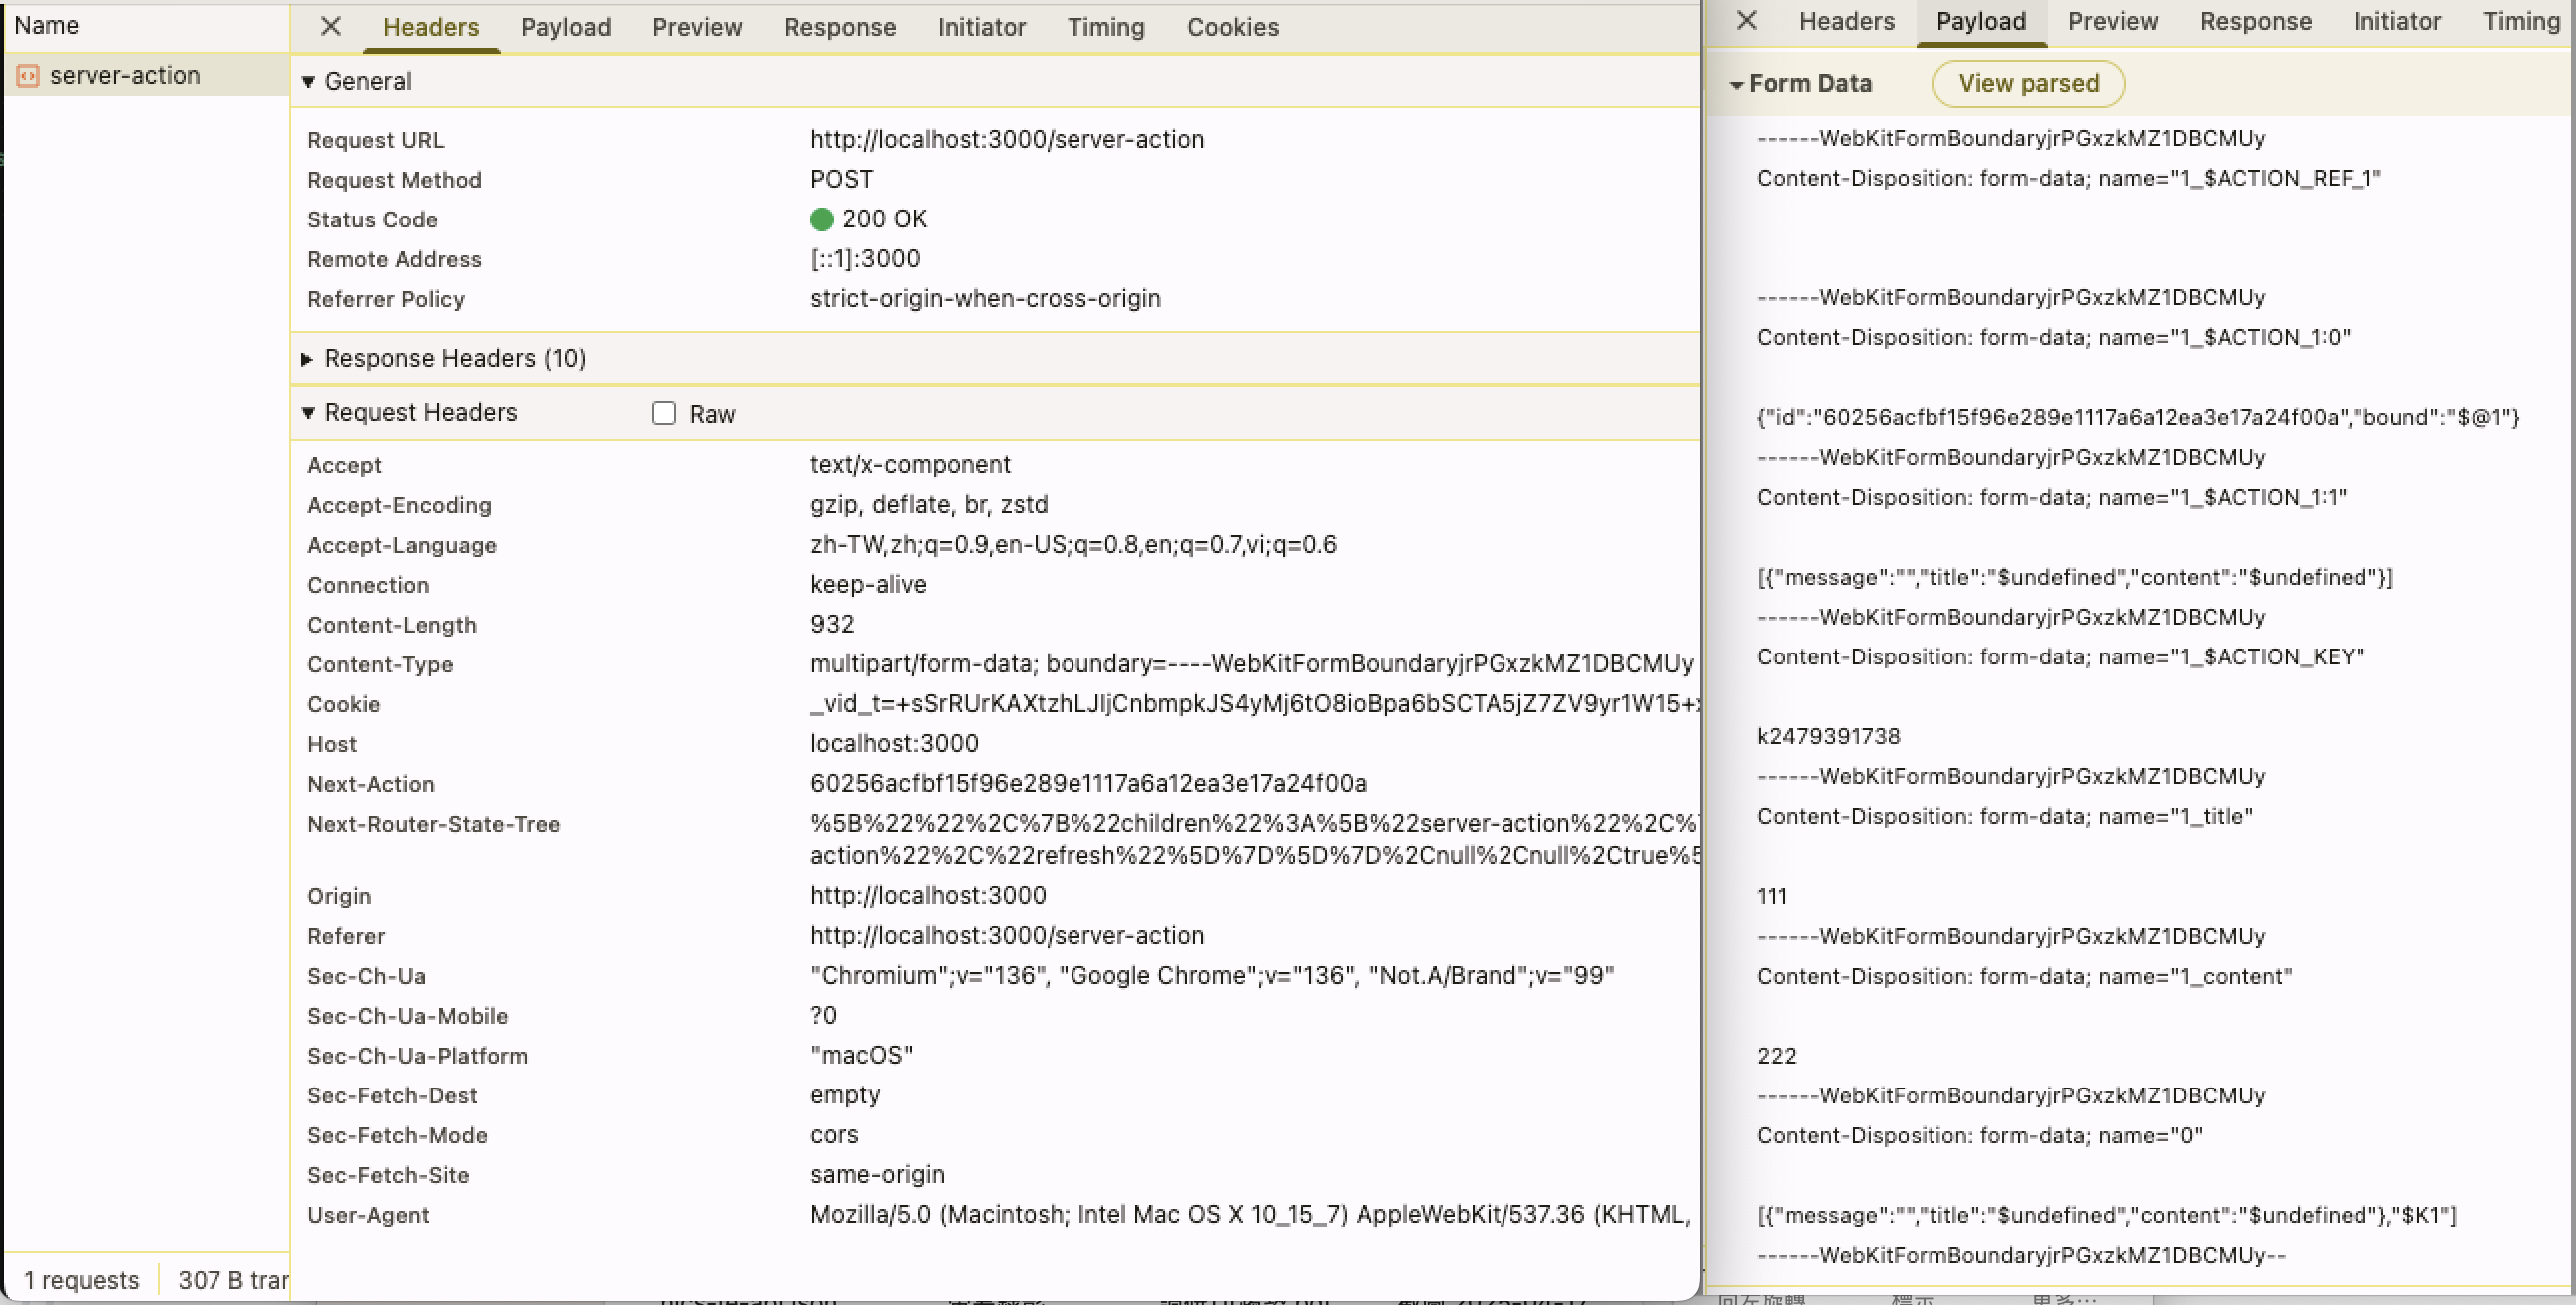 Name
server-action
1 requests
307 B tran
Headers Payload Preview Response Initiator Timing Cookies
General
Request URL http://localhost:3000/server-action
Request Method POST
Status Code 200 OK
Remote Address [::1]:3000
Referrer Policy strict-origin-when-cross-origin
Response Headers (10)
Request Headers Raw
Accept text/x-component
Accept-Encoding gzip, deflate, br, zstd
Accept-Language zh-TW,zh;q=0.9,en-US;q=0.8,en;q=0.7,vi;q=0.6
Connection keep-alive
Content-Length 932
Content-Type multipart/form-data; boundary=----WebKitFormBoundaryjrPGxzkMZ1DBCMUy
Cookie _vid_t=+sSrRUrKAXtzhLJIjCnbmpkJS4yMj6tO8ioBpa6bSCTA5jZ7ZV9yr1W15+
Host localhost:3000
Next-Action 60256acfbf15f96e289e1117a6a12ea3e17a24f00a
Next-Router-State-Tree %5B%22%22%2C%7B%22children%22%3A%5B%22server-action%22%2C%
action%22%2C%22refresh%22%5D%7D%5D%7D%2Cnull%2Cnull%2Ctrue%5
Origin http://localhost:3000
Referer http://localhost:3000/server-action
Sec-Ch-Ua "Chromium";v="136", "Google Chrome";v="136", "Not.A/Brand";v="99"
Sec-Ch-Ua-Mobile ?0
Sec-Ch-Ua-Platform "macOS"
Sec-Fetch-Dest empty
Sec-Fetch-Mode cors
Sec-Fetch-Site same-origin
User-Agent Mozilla/5.0 (Macintosh; Intel Mac OS X 10_15_7) AppleWebKit/537.36 (KHTML,
Headers Payload Preview Response Initiator Timing
Form Data View parsed
------WebKitFormBoundaryjrPGxzkMZ1DBCMUy
Content-Disposition: form-data; name="1_$ACTION_REF_1"
------WebKitFormBoundaryjrPGxzkMZ1DBCMUy
Content-Disposition: form-data; name="1_$ACTION_1:0"
{"id":"60256acfbf15f96e289e1117a6a12ea3e17a24f00a","bound":"$@1"}
------WebKitFormBoundaryjrPGxzkMZ1DBCMUy
Content-Disposition: form-data; name="1_$ACTION_1:1"
[{"message":"","title":"$undefined","content":"$undefined"}]
------WebKitFormBoundaryjrPGxzkMZ1DBCMUy
Content-Disposition: form-data; name="1_$ACTION_KEY"
k2479391738
------WebKitFormBoundaryjrPGxzkMZ1DBCMUy
Content-Disposition: form-data; name="1_title"
111
------WebKitFormBoundaryjrPGxzkMZ1DBCMUy
Content-Disposition: form-data; name="1_content"
222
------WebKitFormBoundaryjrPGxzkMZ1DBCMUy
Content-Disposition: form-data; name="0"
[{"message":"","title":"$undefined","content":"$undefined"},"$K1"]
------WebKitFormBoundaryjrPGxzkMZ1DBCMUy--